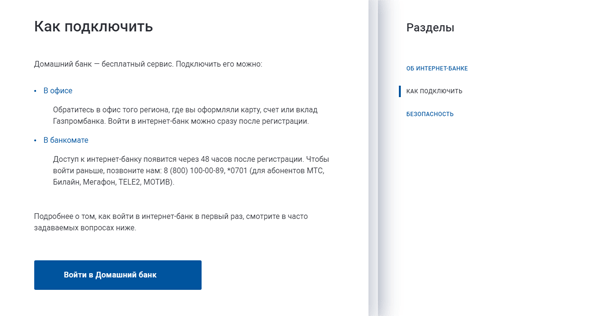 Как подключить
Домашний банк — бесплатный сервис. Подключить его можно:
• В офисе
Обратитесь в офис того региона, где вы оформляли карту, счет или вклад
Газпромбанка. Войти в интернет-банк можно сразу после регистрации.
• В банкомате
Доступ к интернет-банку появится через 48 часов после регистрации. Чтобы
войти раньше, позвоните нам: 8 (800) 100-00-89, *0701 (для абонентов МТС,
Билайн, Мегафон, TELE2, МОТИВ).
Подробнее о том, как войти в интернет-банк в первый раз, смотрите в часто
задаваемых вопросах ниже.
Войти в Домашний банк
Разделы
ОБ ИНТЕРНЕТ-БАНКЕ
КАК ПОДКЛЮЧИТЬ
БЕЗОПАСНОСТЬ